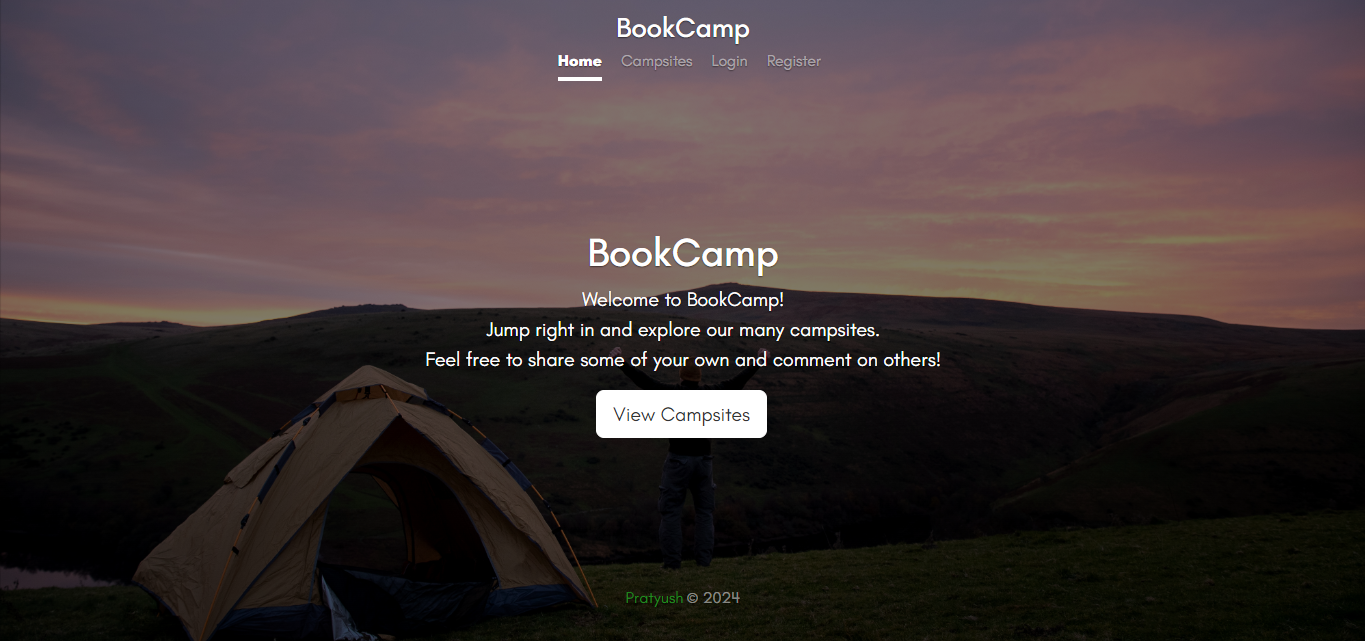 BookCamp
Home Campsites Login Register
BookCamp
Welcome to BookCamp!
Jump right in and explore our many campsites.
Feel free to share some of your own and comment on others!
View Campsites
Pratyush © 2024